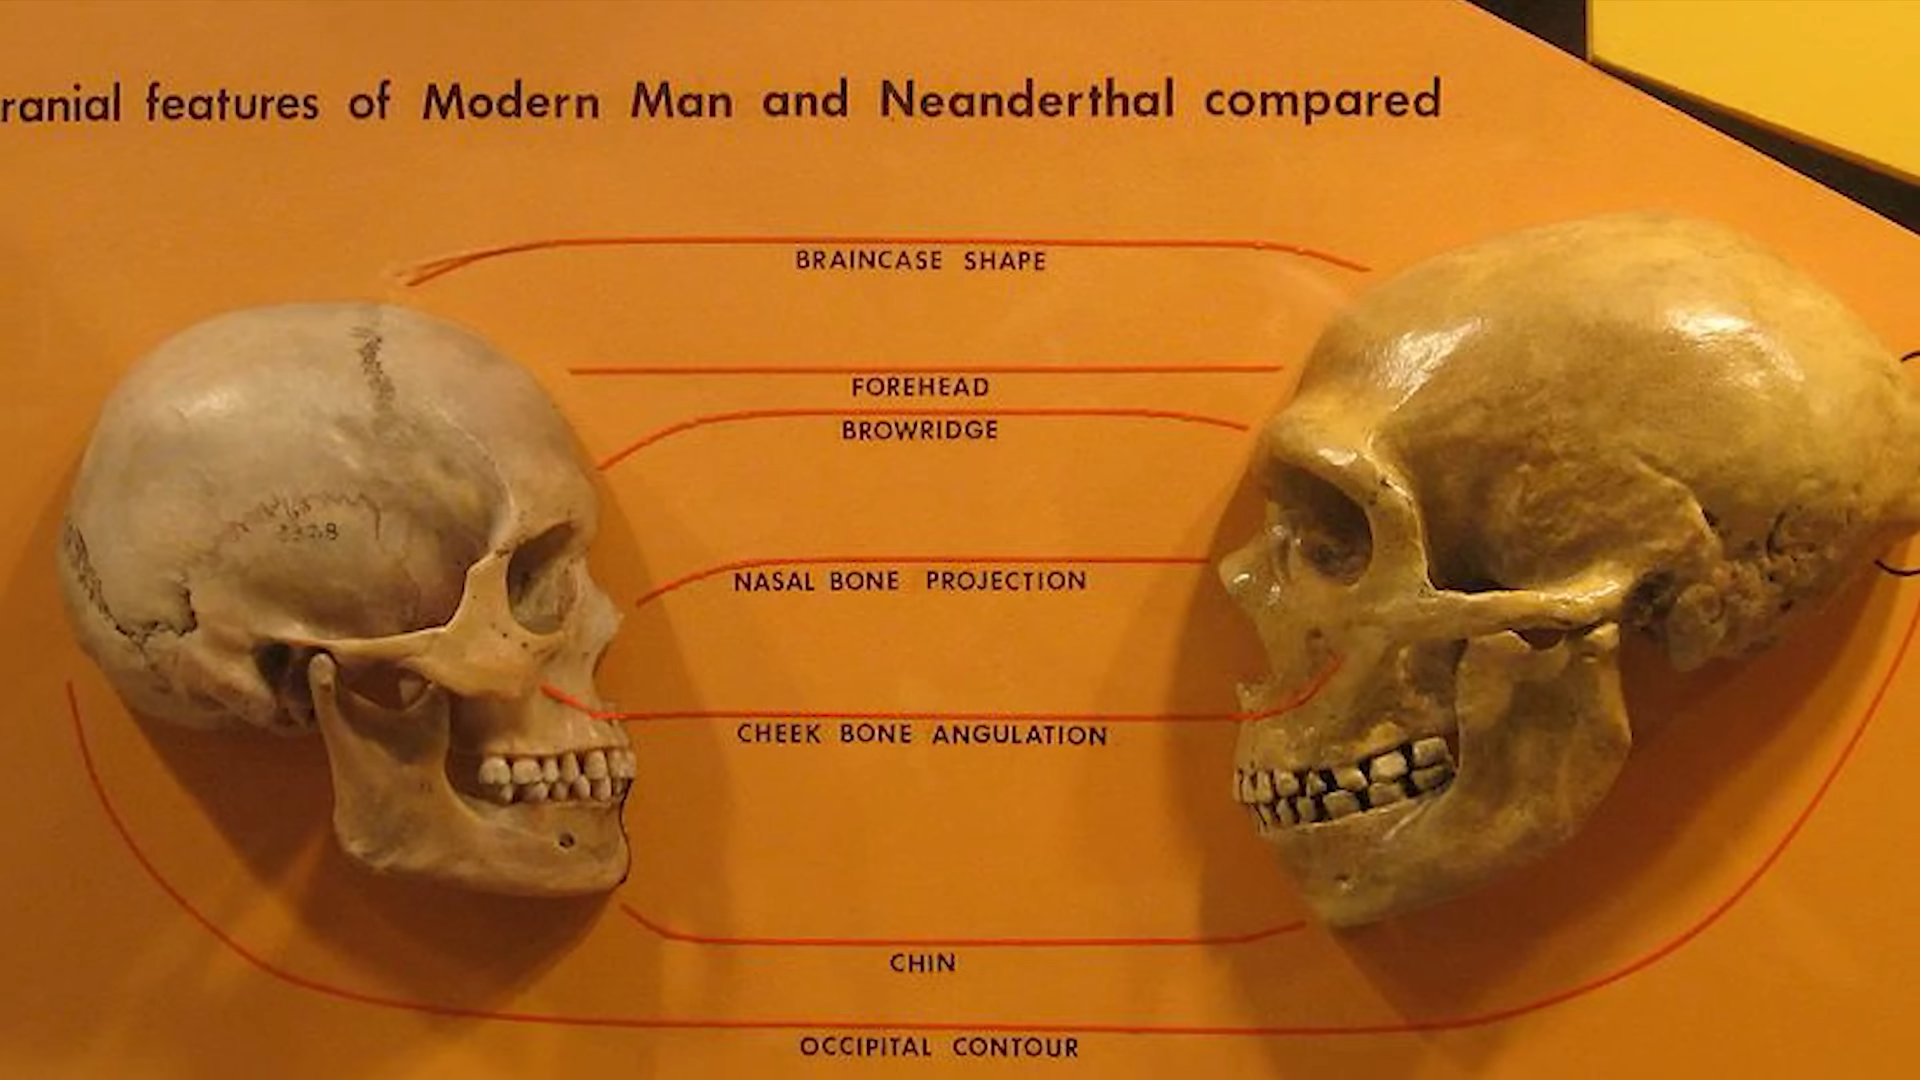 ranial features of Modern Man and Neanderthal compared
BRAINCASE SHAPE
FOREHEAD
BROWRIDGE
NASAL BONE PROJECTION
CHEEK BONE ANGULATION
CHIN
OCCIPITAL CONTOUR